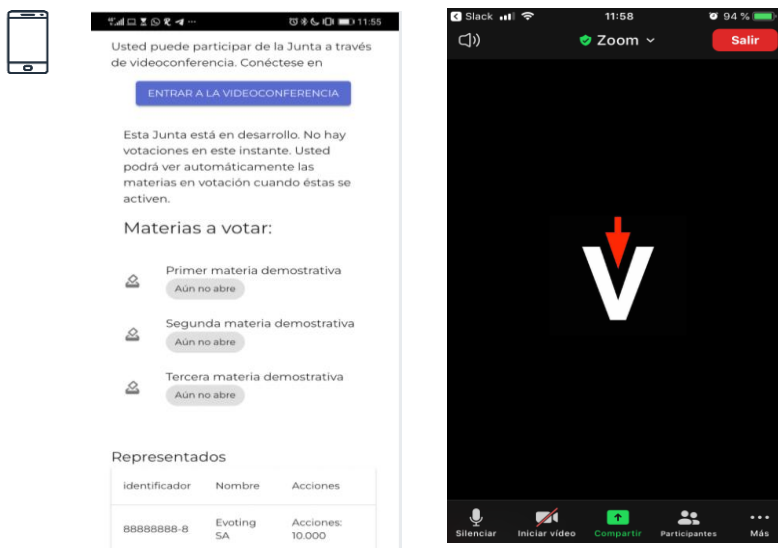 11:55
Usted puede participar de la Junta a través
de videoconferencia. Conéctese en
ENTRAR A LA VIDEOCONFERENCIA
Esta Junta está en desarrollo. No hay
votaciones en este instante. Usted
podrá ver automáticamente las
materias en votación cuando éstas se
activen.
Materias a votar:
Primer materia demostrativa
Aún no abre
Segunda materia demostrativa
Aún no abre
Tercera materia demostrativa
Aún no abre
Representados
identificador Nombre Acciones
88888888-8 Evoting SA Acciones: 10.000
Slack 11:58 94 %
Zoom Salir
V
Silenciar Iniciar vídeo Compartir Participantes Más